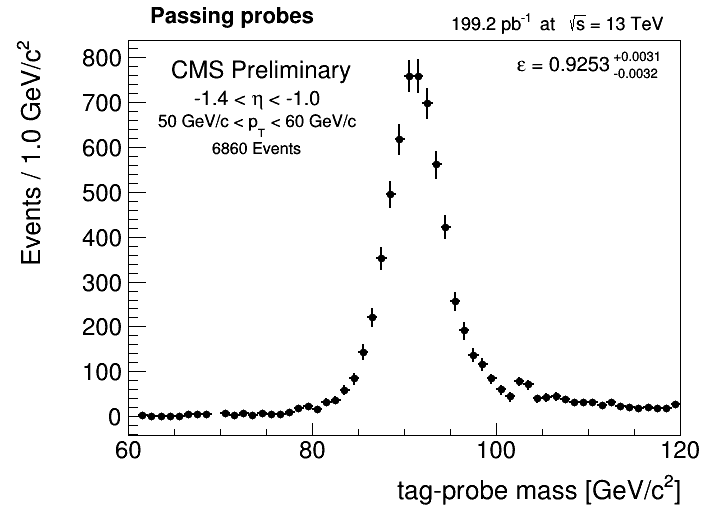 Passing probes
199.2 pb⁻¹ at √s = 13 TeV
CMS Preliminary
-1.4 < η < -1.0
50 GeV/c < p_T < 60 GeV/c
6860 Events
ε = 0.9253 +0.0031 -0.0032
Events / 1.0 GeV/c²
800
700
600
500
400
300
200
100
0
60 80 100 120
tag-probe mass [GeV/c²]